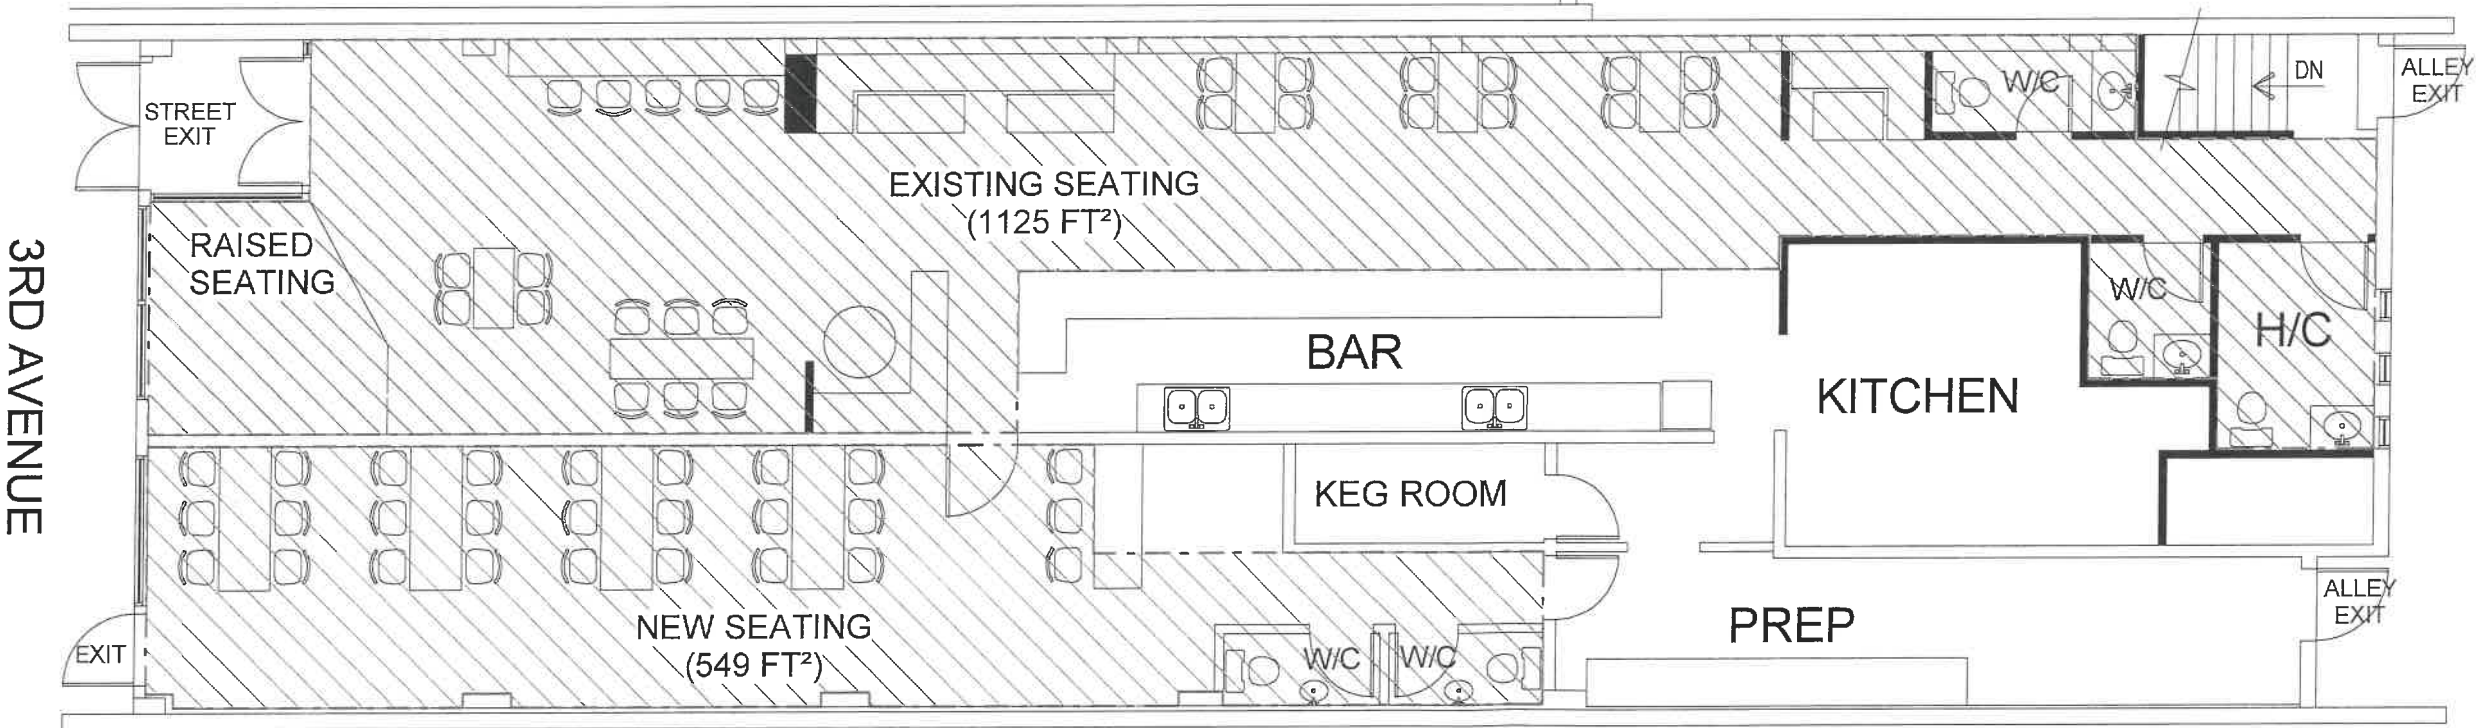 STREET
EXIT
W/C
DN
ALLEY
EXIT
EXISTING SEATING
(1125 FT²)
RAISED
SEATING
3RD AVENUE
BAR
KITCHEN
W/C
H/C
KEG ROOM
NEW SEATING
(549 FT²)
EXIT
W/C
W/C
PREP
ALLEY
EXIT